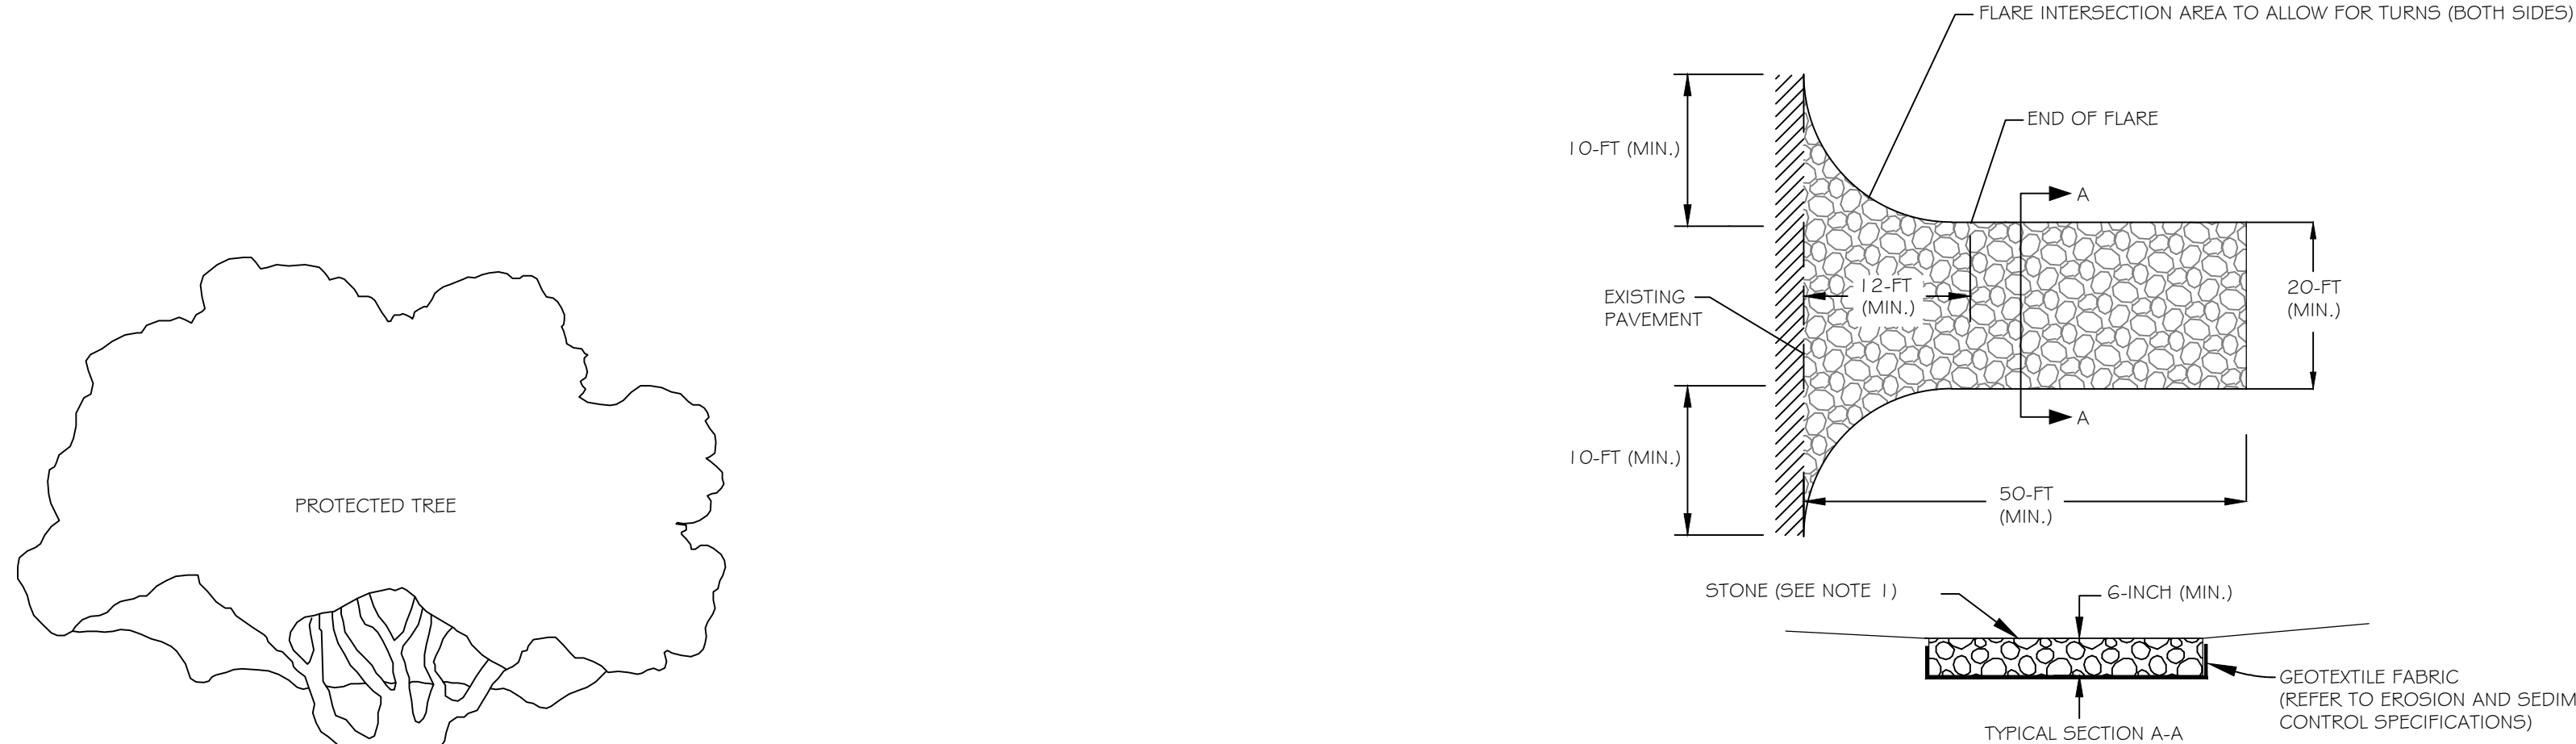 FLARE INTERSECTION AREA TO ALLOW FOR TURNS (BOTH SIDES)
END OF FLARE
10-FT (MIN.)
A
12-FT
(MIN.)
20-FT
(MIN.)
EXISTING
PAVEMENT
A
10-FT (MIN.)
50-FT
(MIN.)
PROTECTED TREE
STONE (SEE NOTE 1)
6-INCH (MIN.)
GEOTEXTILE FABRIC
(REFER TO EROSION AND SEDIM
CONTROL SPECIFICATIONS)
TYPICAL SECTION A-A